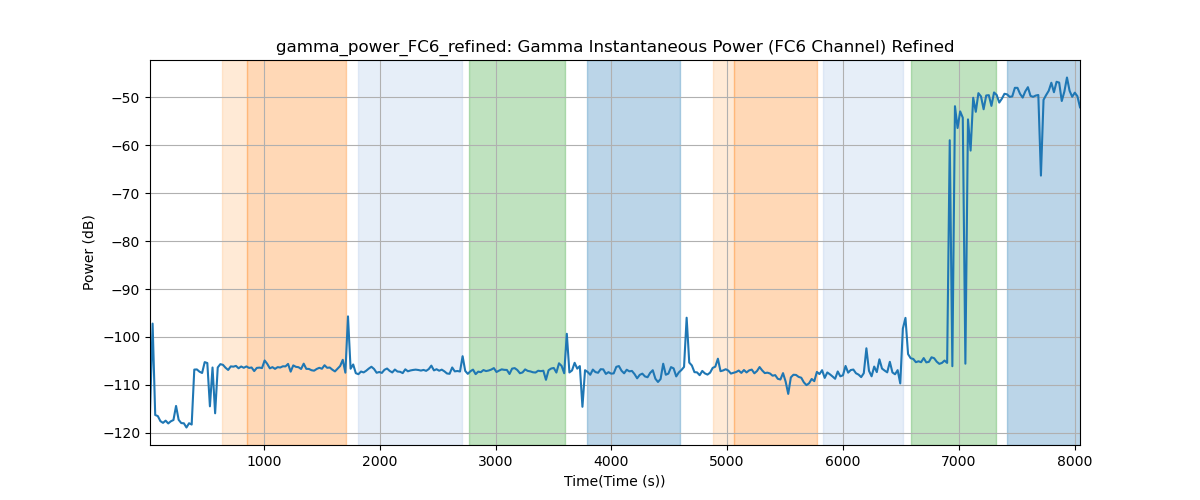 gamma_power_FC6_refined: Gamma Instantaneous Power (FC6 Channel) Refined
Power (dB)
−50
−60
−70
−80
−90
−100
−110
−120
1000 2000 3000 4000 5000 6000 7000 8000
Time(Time (s))